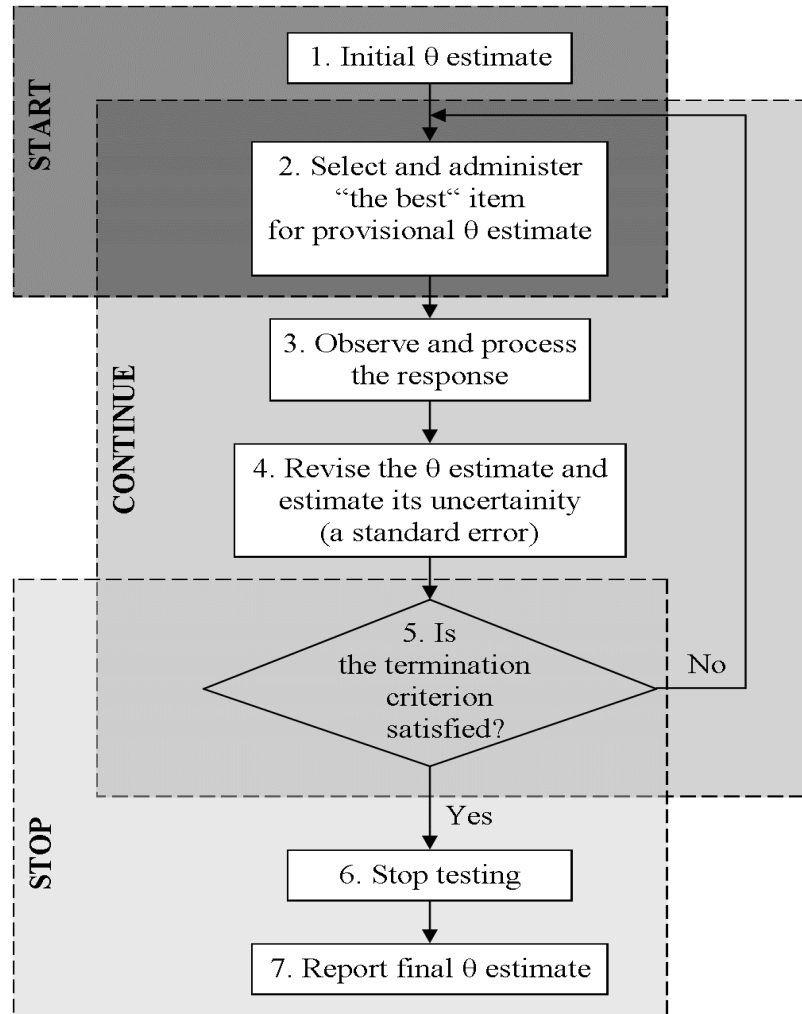 START
1. Initial θ estimate
2. Select and administer
“the best“ item
for provisional θ estimate
CONTINUE
3. Observe and process
the response
4. Revise the θ estimate and
estimate its uncertainity
(a standard error)
STOP
5. Is
the termination
criterion
satisfied?
No
Yes
6. Stop testing
7. Report final θ estimate